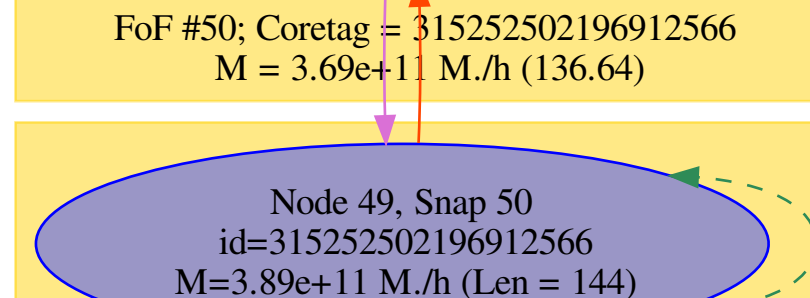 FoF #50; Coretag = 315252502196912566
M = 3.69e+11 M./h (136.64)
Node 49, Snap 50
id=315252502196912566
M=3.89e+11 M./h (Len = 144)